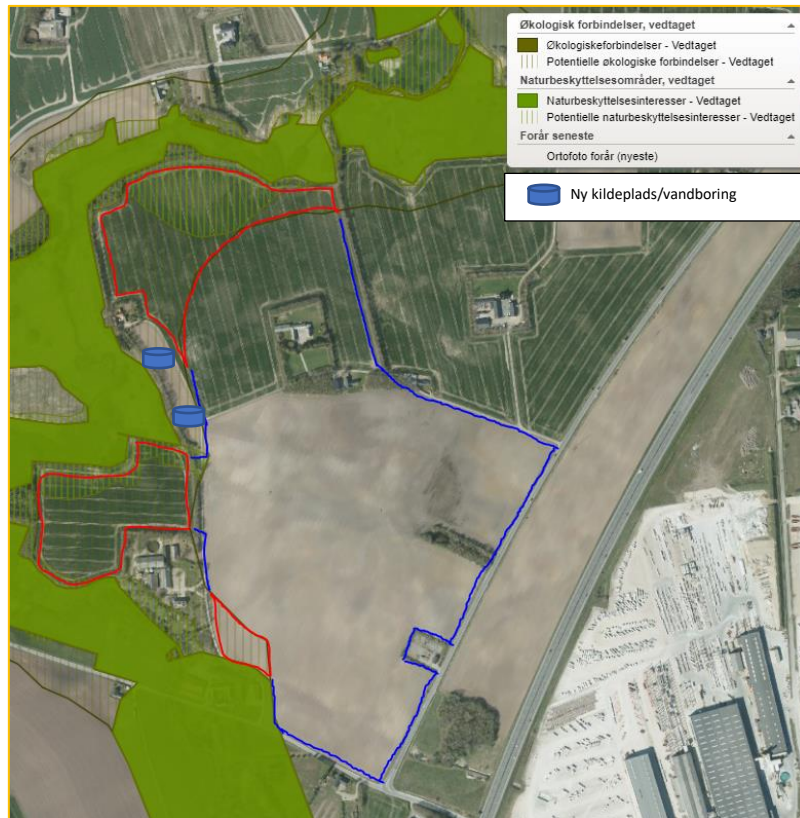 Økologisk forbindelser, vedtaget
Økologiskeforbindelser - Vedtaget
Potentielle økologiske forbindelser - Vedtaget
Naturbeskyttelsesområder, vedtaget
Naturbeskyttelsesinteresser - Vedtaget
Potentielle naturbeskyttelsesinteresser - Vedtaget
Forår seneste
Ortofoto forår (nyeste)
Ny kildeplads/vandboring